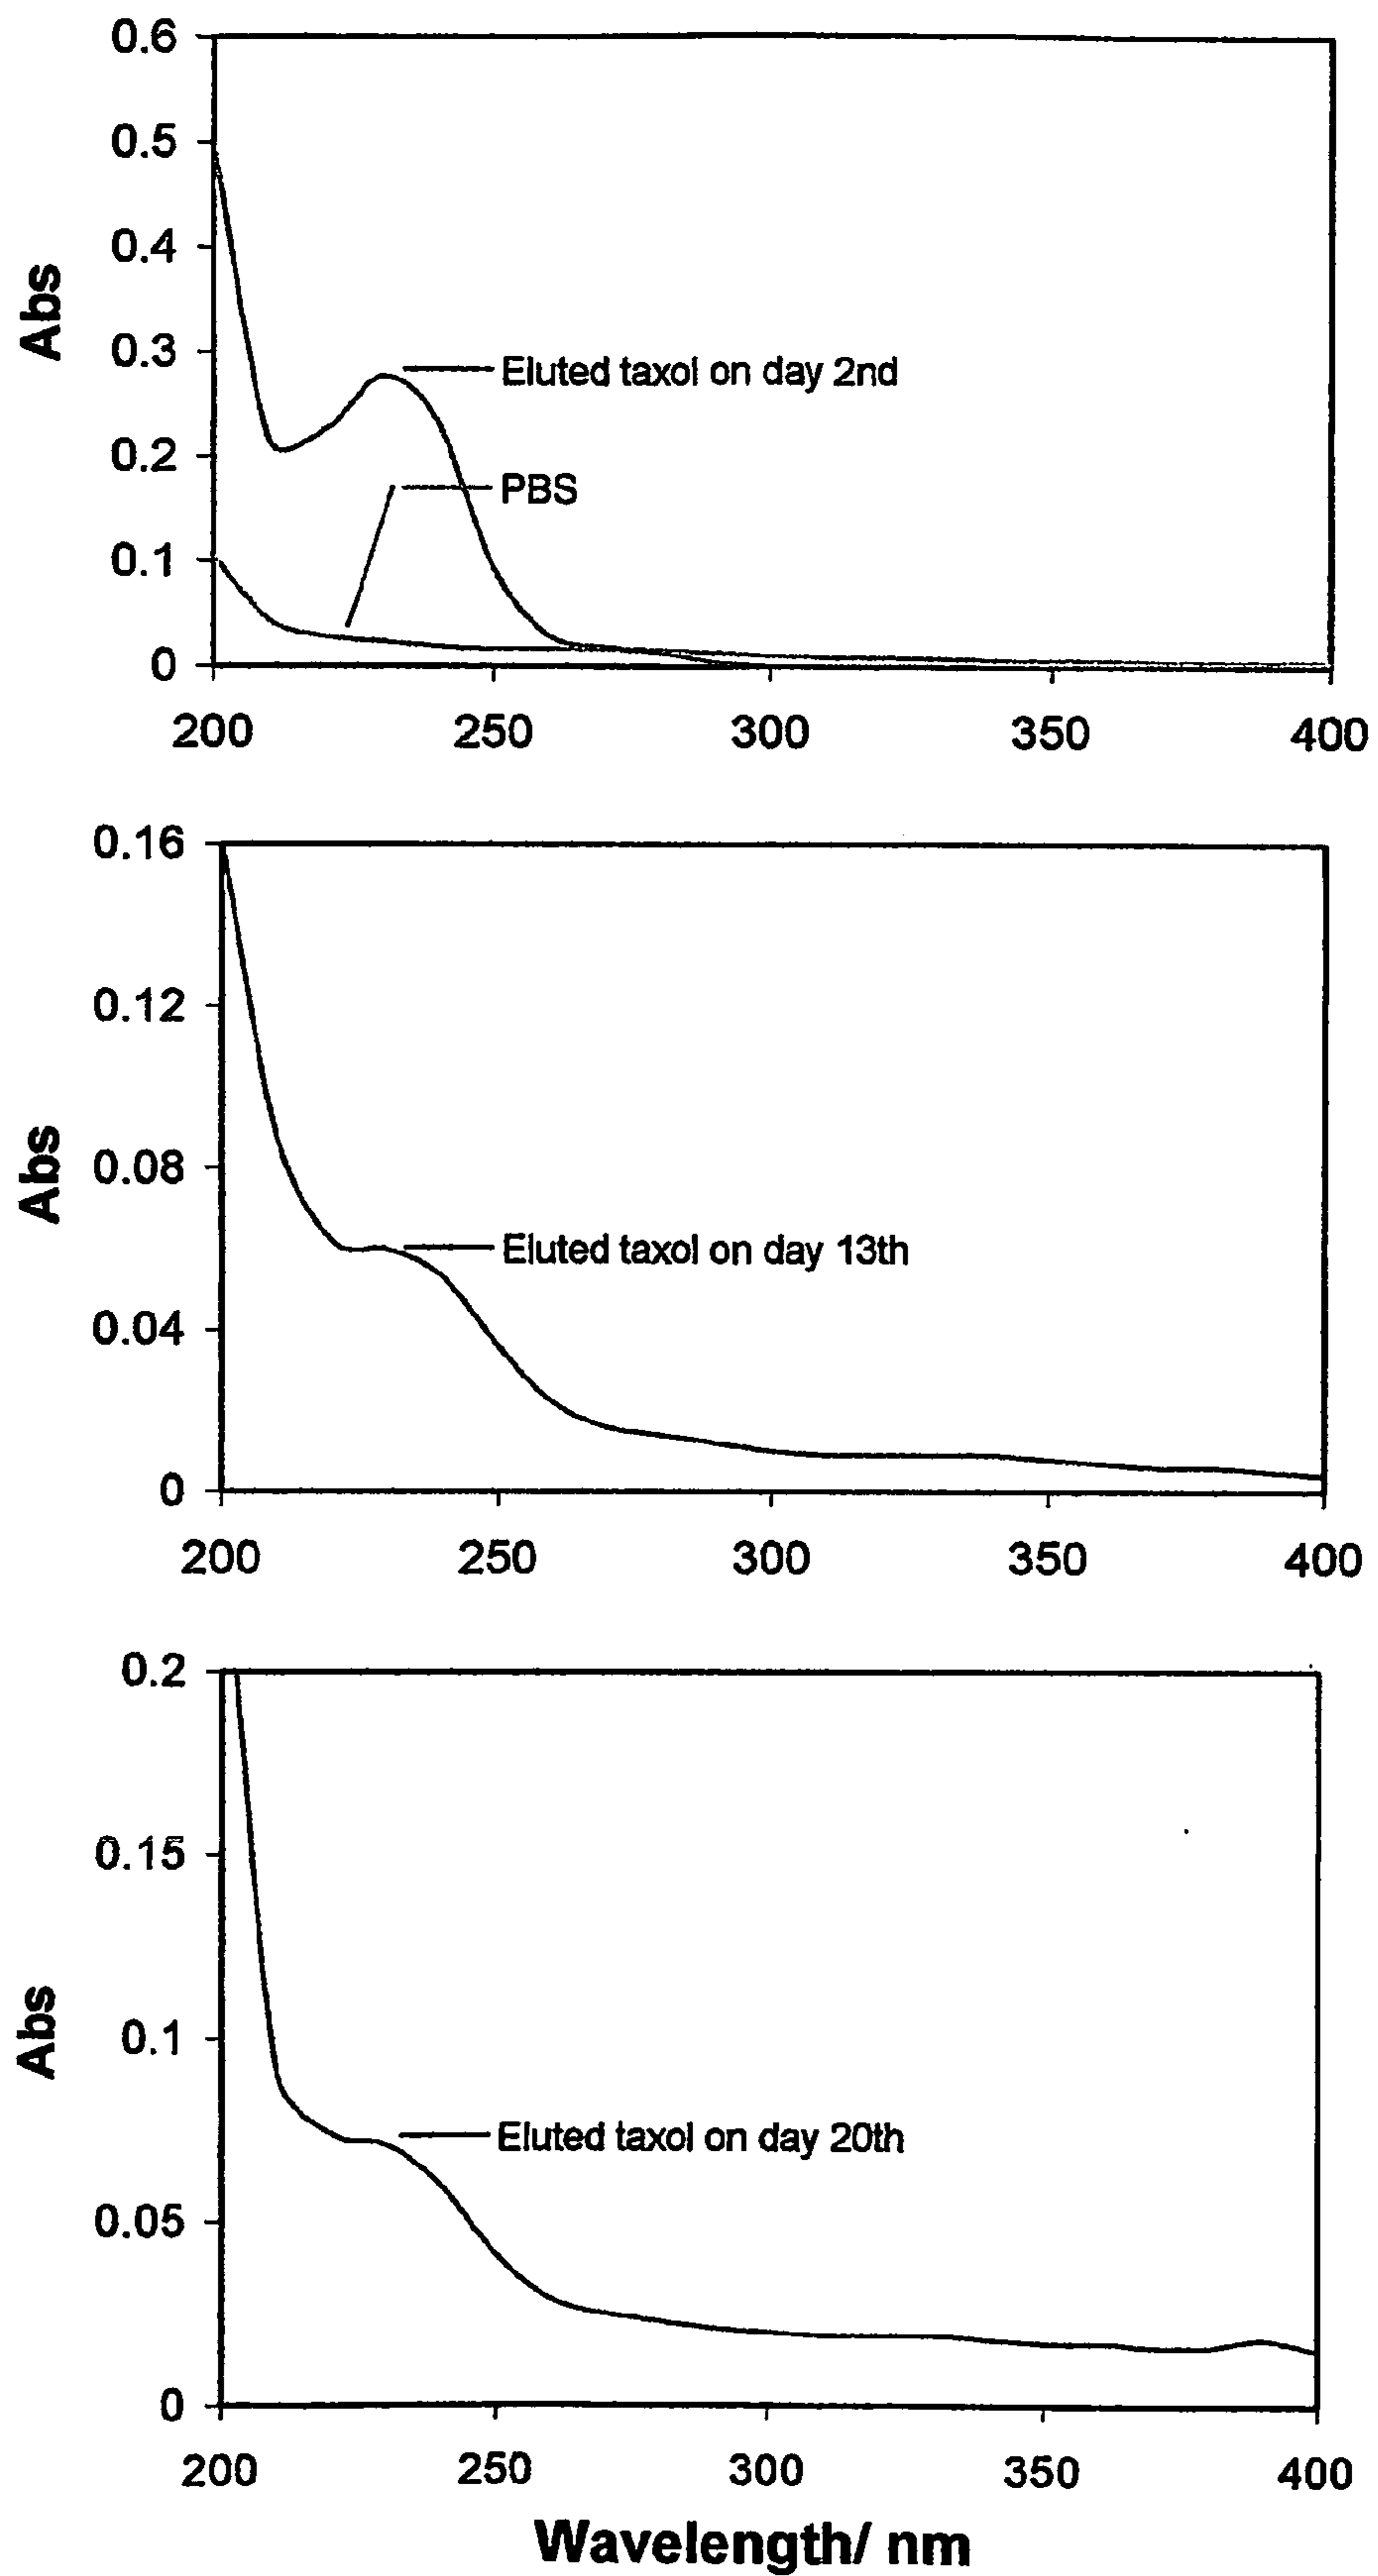 0.6
0.5
0.4
0.3
0.2
0.1
0
Abs
Eluted taxol on day 2nd
PBS
200 250 300 350 400
0.16
0.12
0.08
0.04
0
Abs
Eluted taxol on day 13th
200 250 300 350 400
0.2
0.15
0.1
0.05
0
Abs
Eluted taxol on day 20th
200 250 300 350 400
Wavelength/ nm